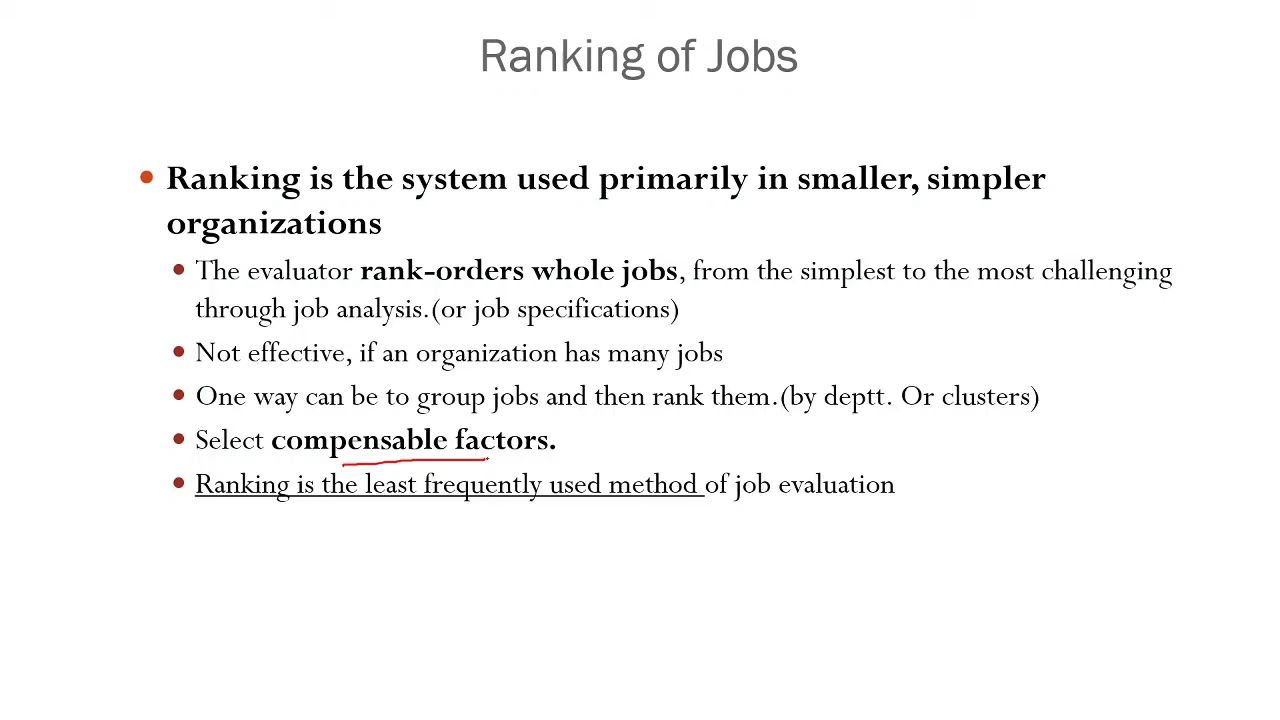 Ranking of Jobs
• Ranking is the system used primarily in smaller, simpler
organizations
• The evaluator rank-orders whole jobs, from the simplest to the most challenging
through job analysis.(or job specifications)
• Not effective, if an organization has many jobs
• One way can be to group jobs and then rank them.(by deptt. Or clusters)
• Select compensable factors.
• Ranking is the least frequently used method of job evaluation